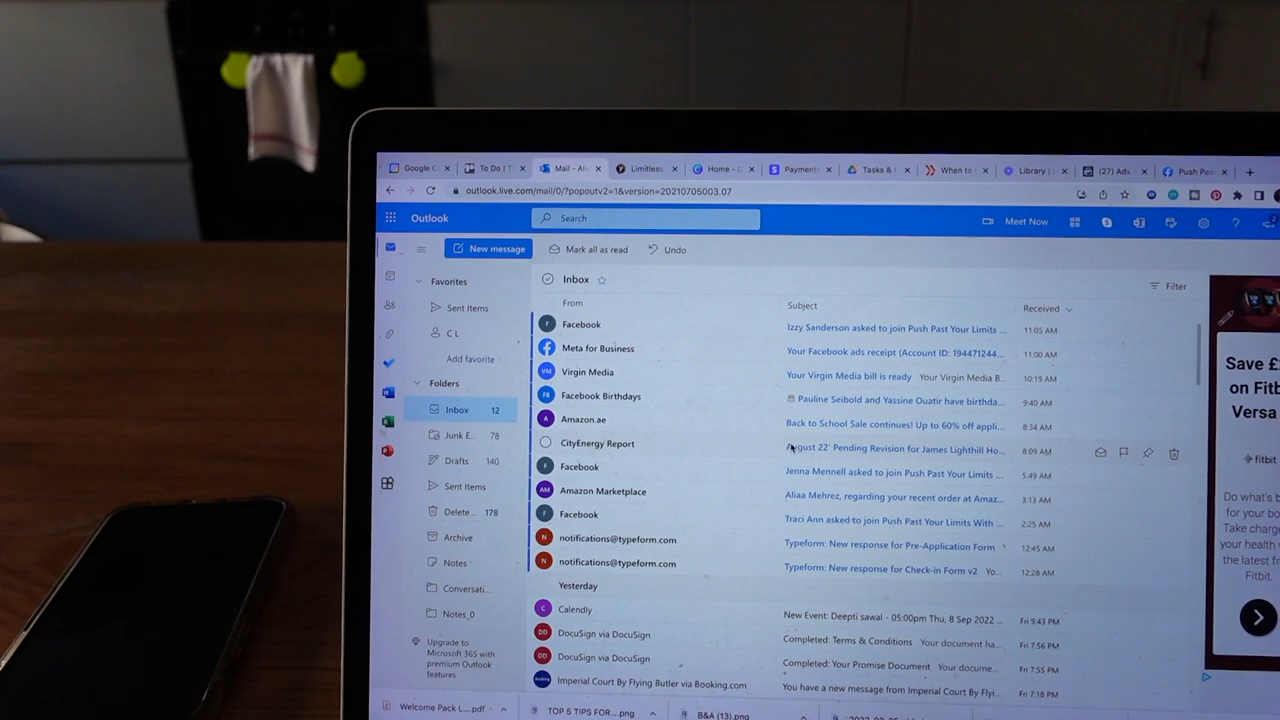 Google C
To Do | T
Mail - Ali
Limitless
Home - C
Payments
Tasks &
When to
Library |
(27) Ads
Push Pas
outlook.live.com/mail/0/?popoutv2=1&version=20210705003.07
Outlook
Search
Meet Now
New message
Mark all as read
Undo
Favorites
Sent Items
C L
Add favorite
Folders
Inbox 12
Junk E... 78
Drafts 140
Sent Items
Delete... 178
Archive
Notes
Conversati...
Notes_0
Upgrade to
Microsoft 365 with
premium Outlook
features
Inbox
Filter
From Subject Received
F Facebook Izzy Sanderson asked to join Push Past Your Limits ... 11:05 AM
Meta for Business Your Facebook ads receipt (Account ID: 194471244... 11:00 AM
VM Virgin Media Your Virgin Media bill is ready Your Virgin Media B... 10:19 AM
FB Facebook Birthdays Pauline Seibold and Yassine Ouatir have birthda... 9:40 AM
A Amazon.ae Back to School Sale continues! Up to 60% off appli... 8:34 AM
CityEnergy Report August 22' Pending Revision for James Lighthill Ho... 8:09 AM
F Facebook Jenna Mennell asked to join Push Past Your Limits ... 5:49 AM
AM Amazon Marketplace Aliaa Mehrez, regarding your recent order at Amaz... 3:13 AM
F Facebook Traci Ann asked to join Push Past Your Limits With ... 2:25 AM
N notifications@typeform.com Typeform: New response for Pre-Application Form 12:45 AM
N notifications@typeform.com Typeform: New response for Check-in Form v2 Yo... 12:28 AM
Yesterday
C Calendly New Event: Deepti sawal - 05:00pm Thu, 8 Sep 2022 ... Fri 9:43 PM
DD DocuSign via DocuSign Completed: Terms & Conditions Your document ha... Fri 7:56 PM
DD DocuSign via DocuSign Completed: Your Promise Document Your docume... Fri 7:55 PM
Booking Imperial Court By Flying Butler via Booking.com You have a new message from Imperial Court By Flyi... Fri 7:18 PM
Save £
on Fitb
Versa
fitbit
Do what's b
for your bo
Take charge
your health
the latest fr
Fitbit.
Welcome Pack L....pdf
TOP 5 TIPS FOR....png
B&A (13).png